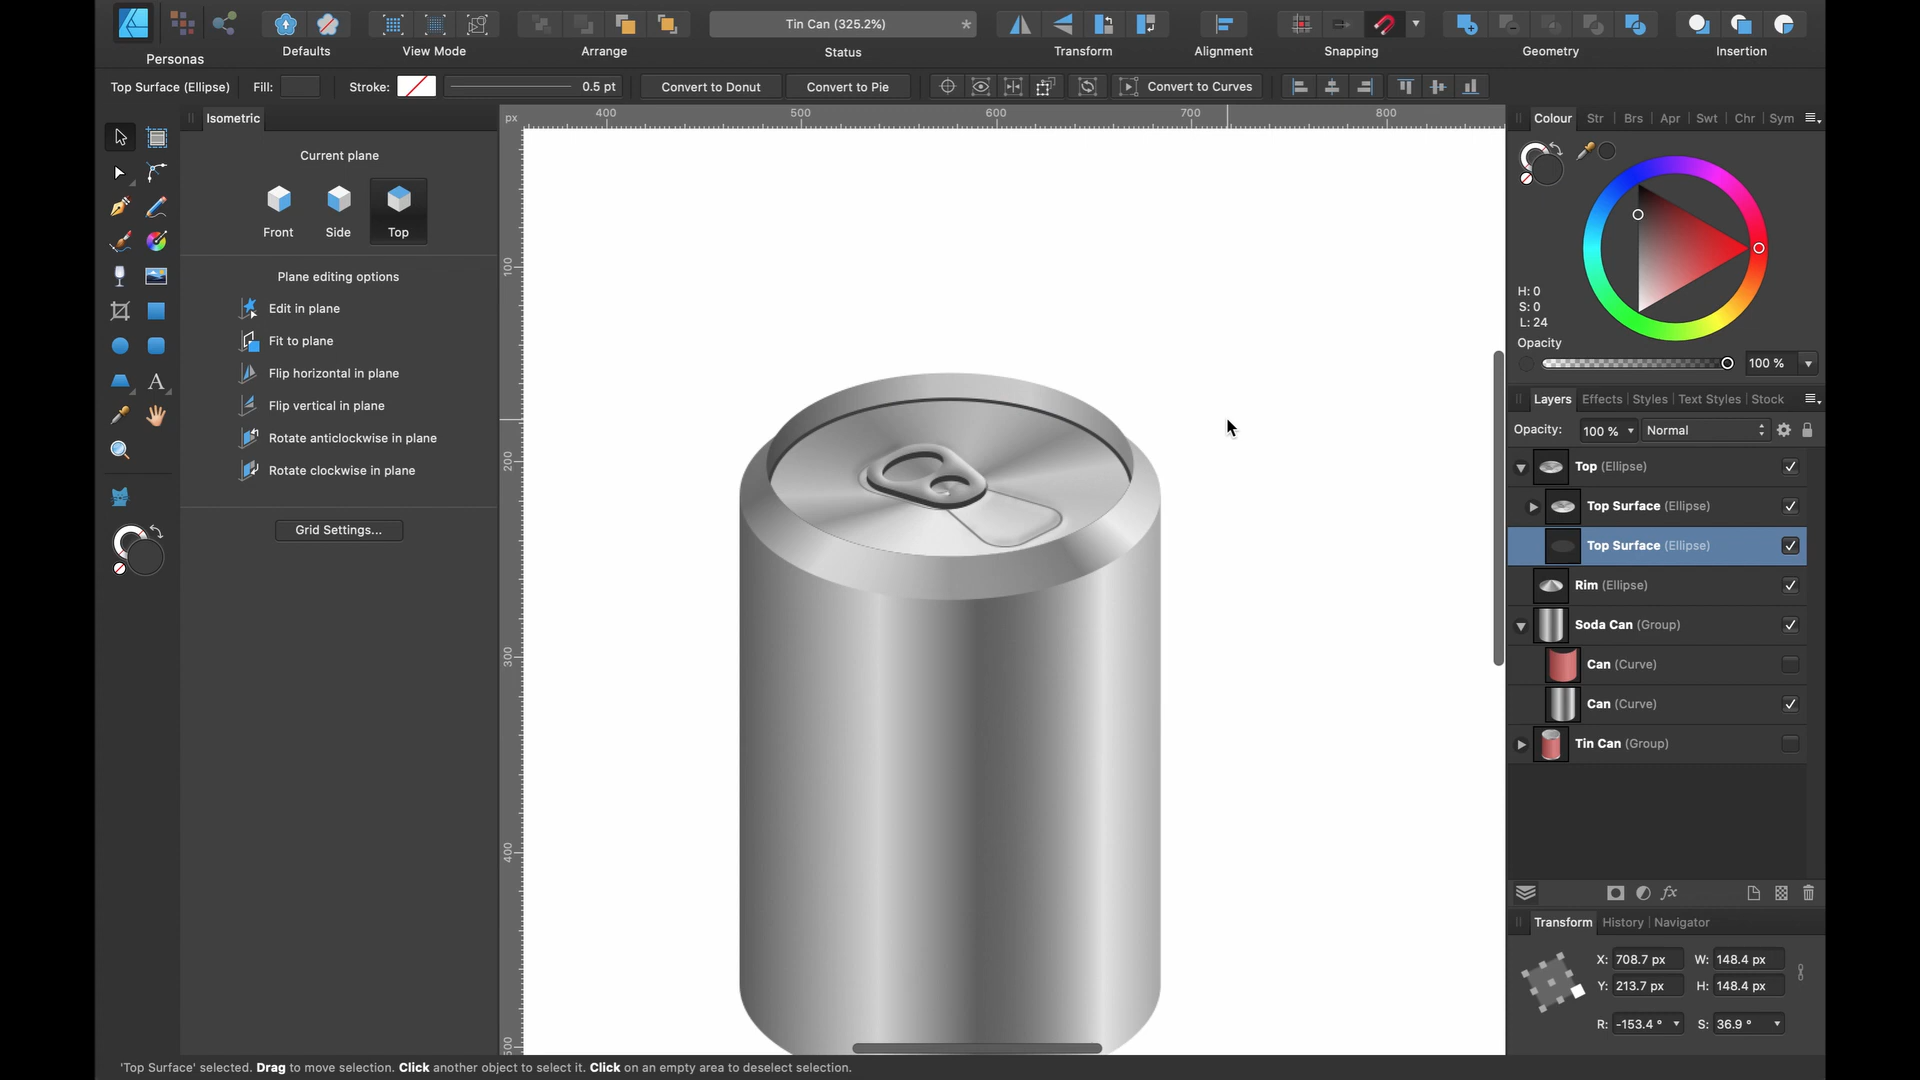 Tin Can (325.2%)
*
Personas
Defaults
View Mode
Arrange
Status
Transform
Alignment
Snapping
Geometry
Insertion
Top Surface (Ellipse)
Fill:
Stroke:
0.5 pt
Convert to Donut
Convert to Pie
Convert to Curves
Isometric
Current plane
Front
Side
Top
Plane editing options
Edit in plane
Fit to plane
Flip horizontal in plane
Flip vertical in plane
Rotate anticlockwise in plane
Rotate clockwise in plane
Grid Settings...
px
400
500
600
700
800
100
200
300
400
500
Colour Str Brs Apr Swt Chr Sym
H: 0
S: 0
L: 24
Opacity
100 %
Layers Effects Styles Text Styles Stock
Opacity: 100 % Normal
Top (Ellipse)
Top Surface (Ellipse)
Top Surface (Ellipse)
Rim (Ellipse)
Soda Can (Group)
Can (Curve)
Can (Curve)
Tin Can (Group)
fx
Transform History Navigator
X: 708.7 px W: 148.4 px
Y: 213.7 px H: 148.4 px
R: -153.4 ° S: 36.9 °
'Top Surface' selected. Drag to move selection. Click another object to select it. Click on an empty area to deselect selection.